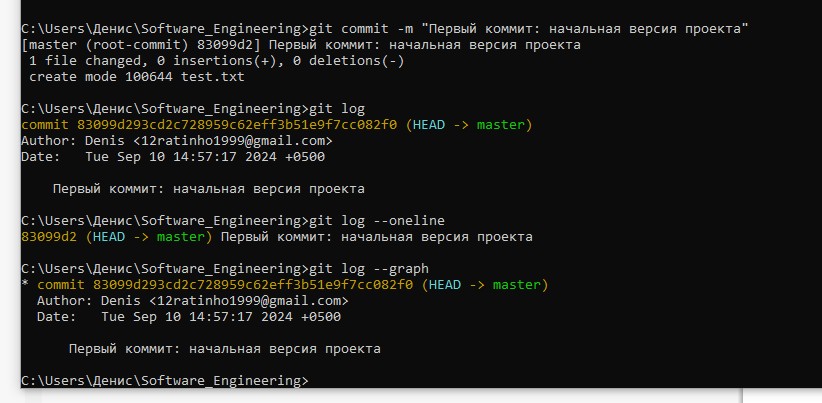 C:\Users\Денис\Software_Engineering>git commit -m "Первый коммит: начальная версия проекта"
[master (root-commit) 83099d2] Первый коммит: начальная версия проекта
 1 file changed, 0 insertions(+), 0 deletions(-)
 create mode 100644 test.txt
C:\Users\Денис\Software_Engineering>git log
commit 83099d293cd2c728959c62eff3b51e9f7cc082f0 (HEAD -> master)
Author: Denis <12ratinho1999@gmail.com>
Date:   Tue Sep 10 14:57:17 2024 +0500
    Первый коммит: начальная версия проекта
C:\Users\Денис\Software_Engineering>git log --oneline
83099d2 (HEAD -> master) Первый коммит: начальная версия проекта
C:\Users\Денис\Software_Engineering>git log --graph
* commit 83099d293cd2c728959c62eff3b51e9f7cc082f0 (HEAD -> master)
  Author: Denis <12ratinho1999@gmail.com>
  Date:   Tue Sep 10 14:57:17 2024 +0500
      Первый коммит: начальная версия проекта
C:\Users\Денис\Software_Engineering>